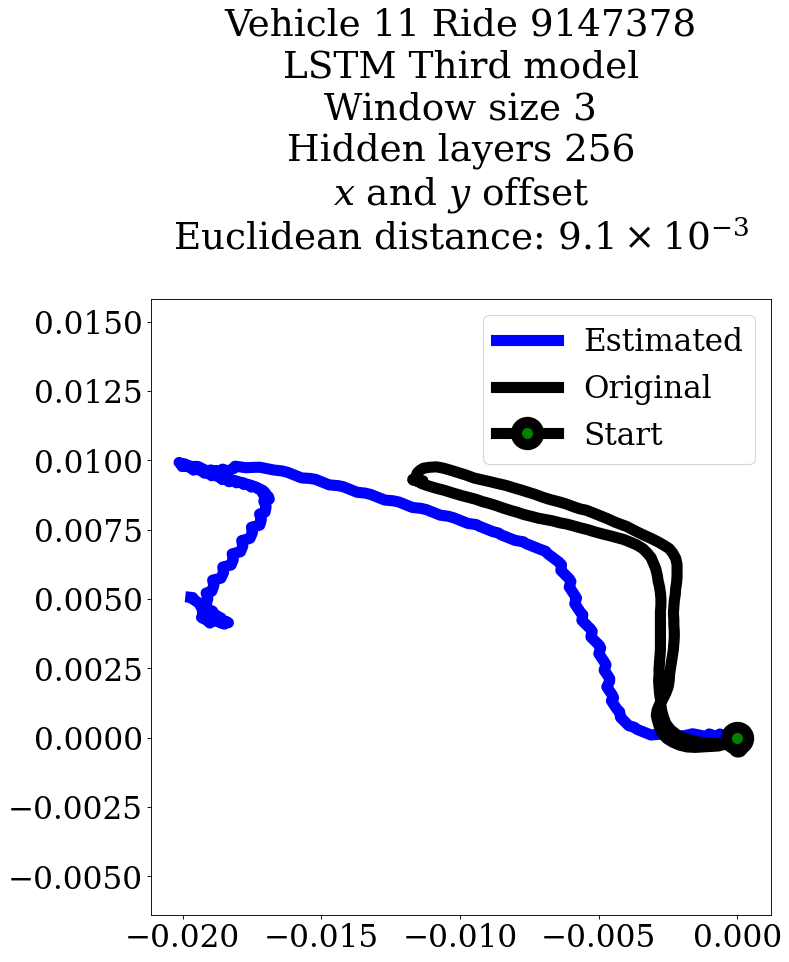 Vehicle 11 Ride 9147378
LSTM Third model
Window size 3
Hidden layers 256
x and y offset
Euclidean distance: 9.1 × 10⁻³
Estimated
Original
Start
0.0150
0.0125
0.0100
0.0075
0.0050
0.0025
0.0000
−0.0025
−0.0050
−0.020 −0.015 −0.010 −0.005 0.000